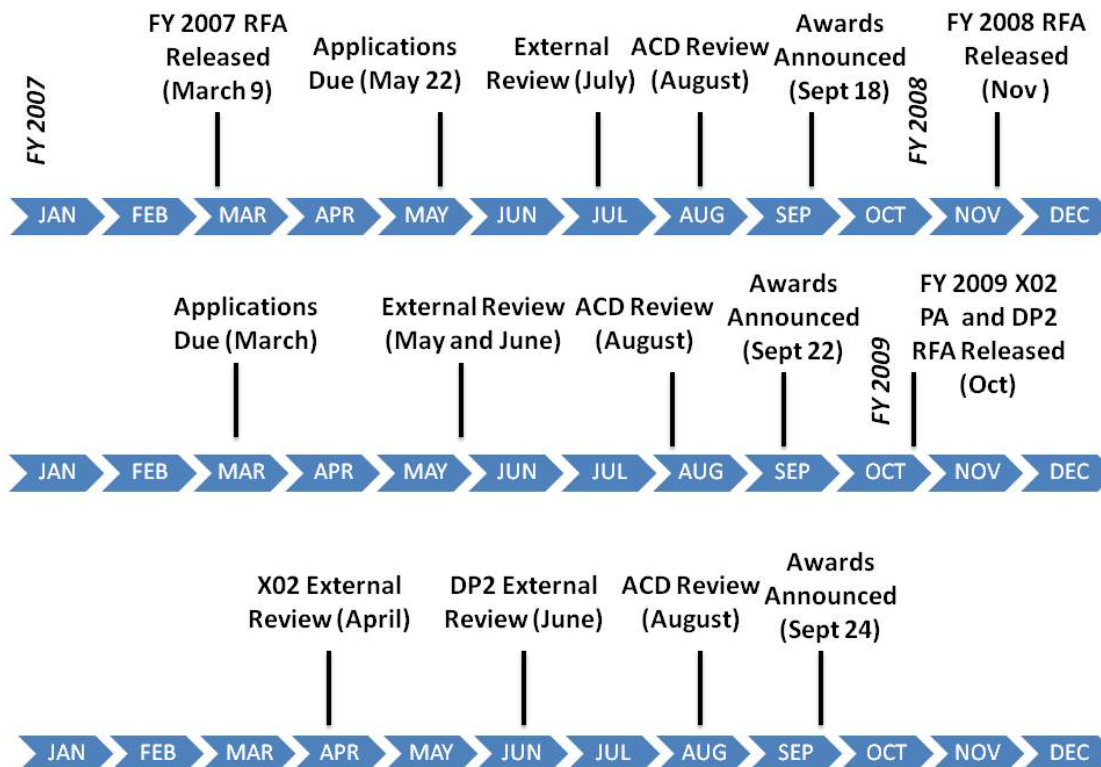 FY 2007
FY 2007 RFA
Released
(March 9)
Applications
Due (May 22)
External
Review (July)
ACD Review
(August)
Awards
Announced
(Sept 18)
FY 2008
FY 2008 RFA
Released
(Nov )
JAN FEB MAR APR MAY JUN JUL AUG SEP OCT NOV DEC
Applications
Due (March)
External Review
(May and June)
ACD Review
(August)
Awards
Announced
(Sept 22)
FY 2009
FY 2009 X02
PA and DP2
RFA Released
(Oct)
JAN FEB MAR APR MAY JUN JUL AUG SEP OCT NOV DEC
X02 External
Review (April)
DP2 External
Review (June)
ACD Review
(August)
Awards
Announced
(Sept 24)
JAN FEB MAR APR MAY JUN JUL AUG SEP OCT NOV DEC